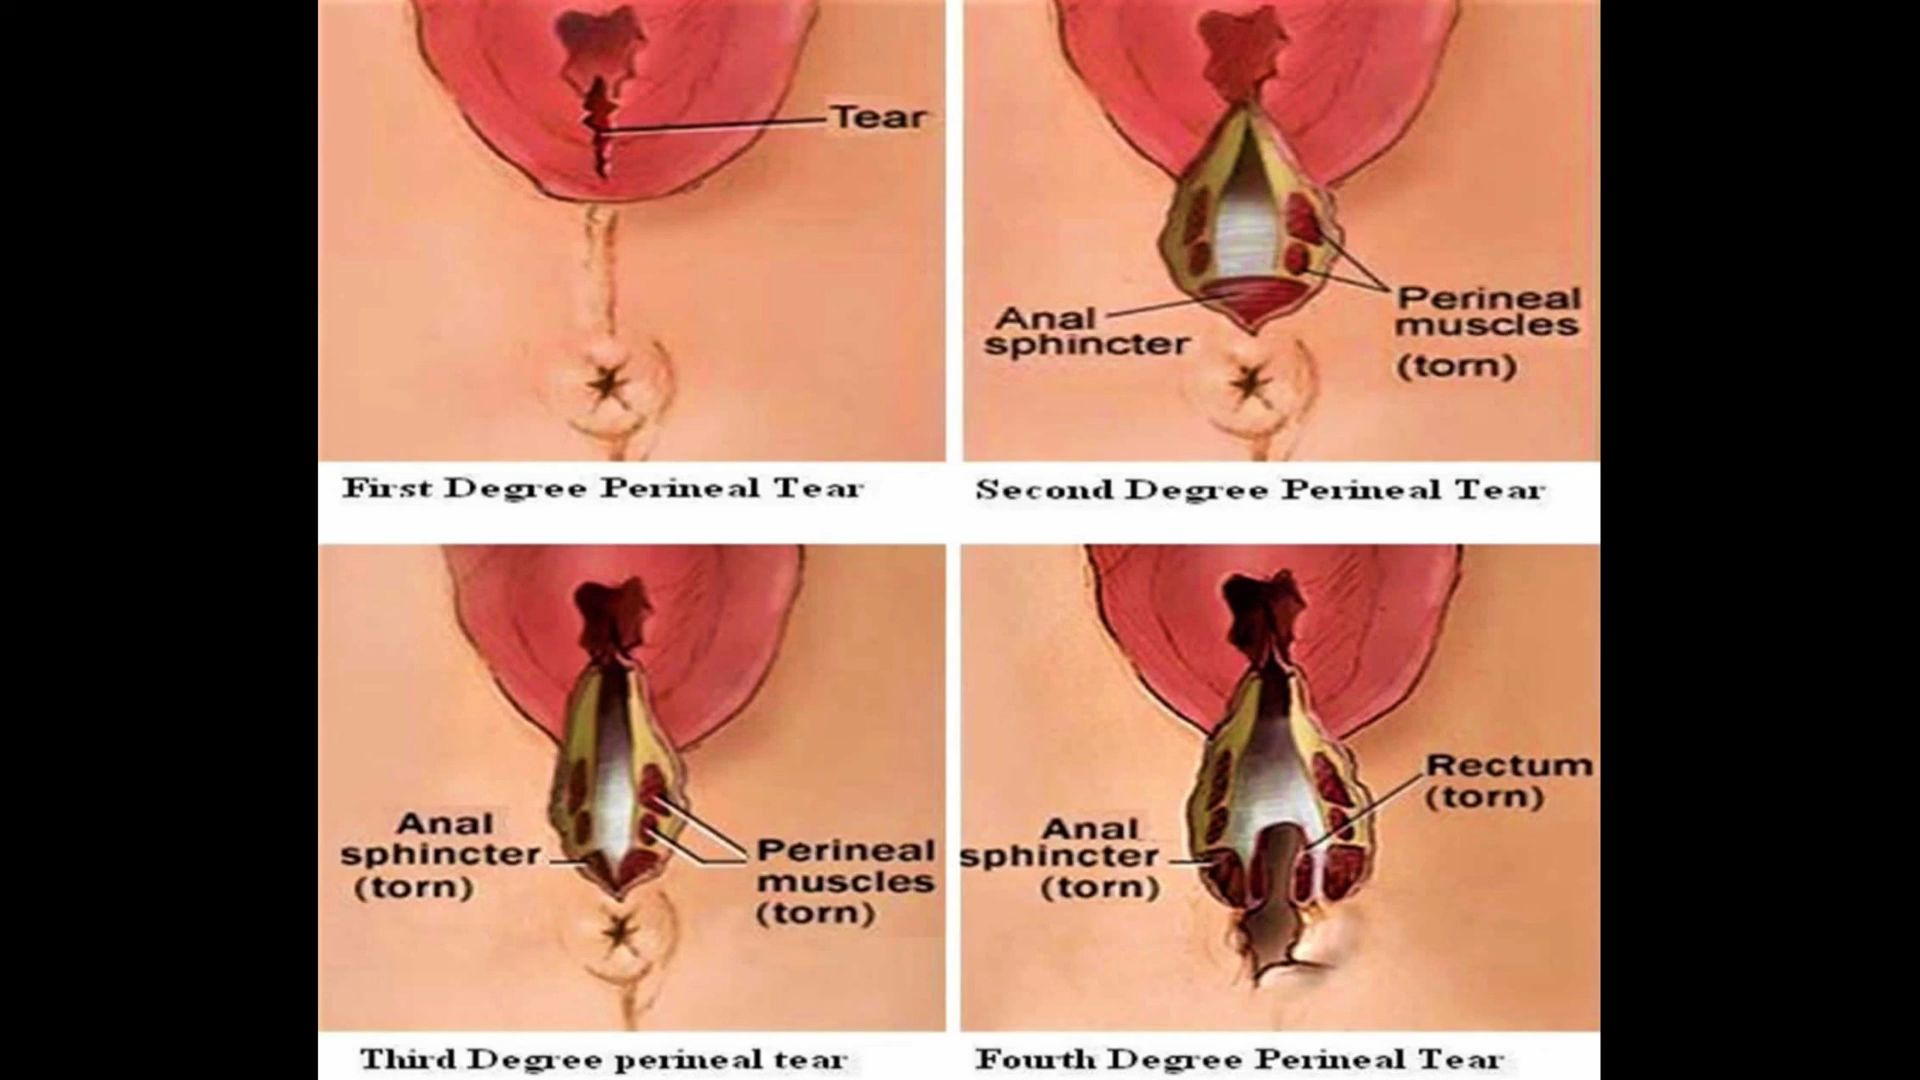 Tear
Anal
sphincter
Perineal
muscles
(torn)
First Degree Perineal Tear
Second Degree Perineal Tear
Anal
sphincter
(torn)
Perineal
muscles
(torn)
Rectum
(torn)
Anal
sphincter
(torn)
Third Degree perineal tear
Fourth Degree Perineal Tear